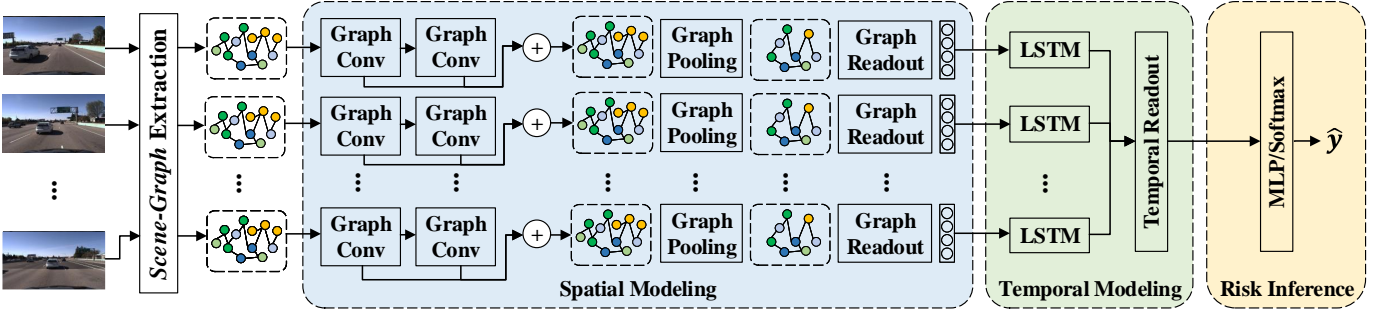 Scene-Graph Extraction
Graph
Conv
Graph
Conv
+
Graph
Pooling
Graph
Readout
LSTM
Graph
Conv
Graph
Conv
+
Graph
Pooling
Graph
Readout
LSTM
...
...
...
...
...
...
...
Graph
Conv
Graph
Conv
+
Graph
Pooling
Graph
Readout
LSTM
Temporal Readout
MLP/Softmax
ŷ
Spatial Modeling
Temporal Modeling
Risk Inference